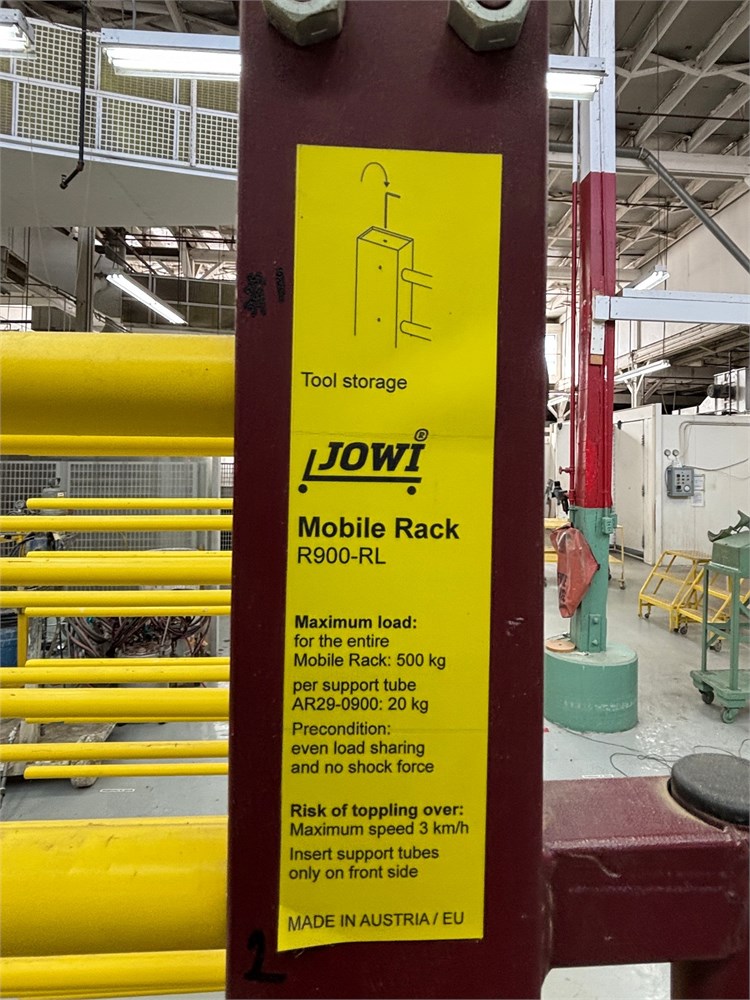 Tool storage
JOWI®
Mobile Rack
R900-RL
Maximum load:
for the entire
Mobile Rack: 500 kg
per support tube
AR29-0900: 20 kg
Precondition:
even load sharing
and no shock force
Risk of toppling over:
Maximum speed 3 km/h
Insert support tubes
only on front side
MADE IN AUSTRIA / EU
2